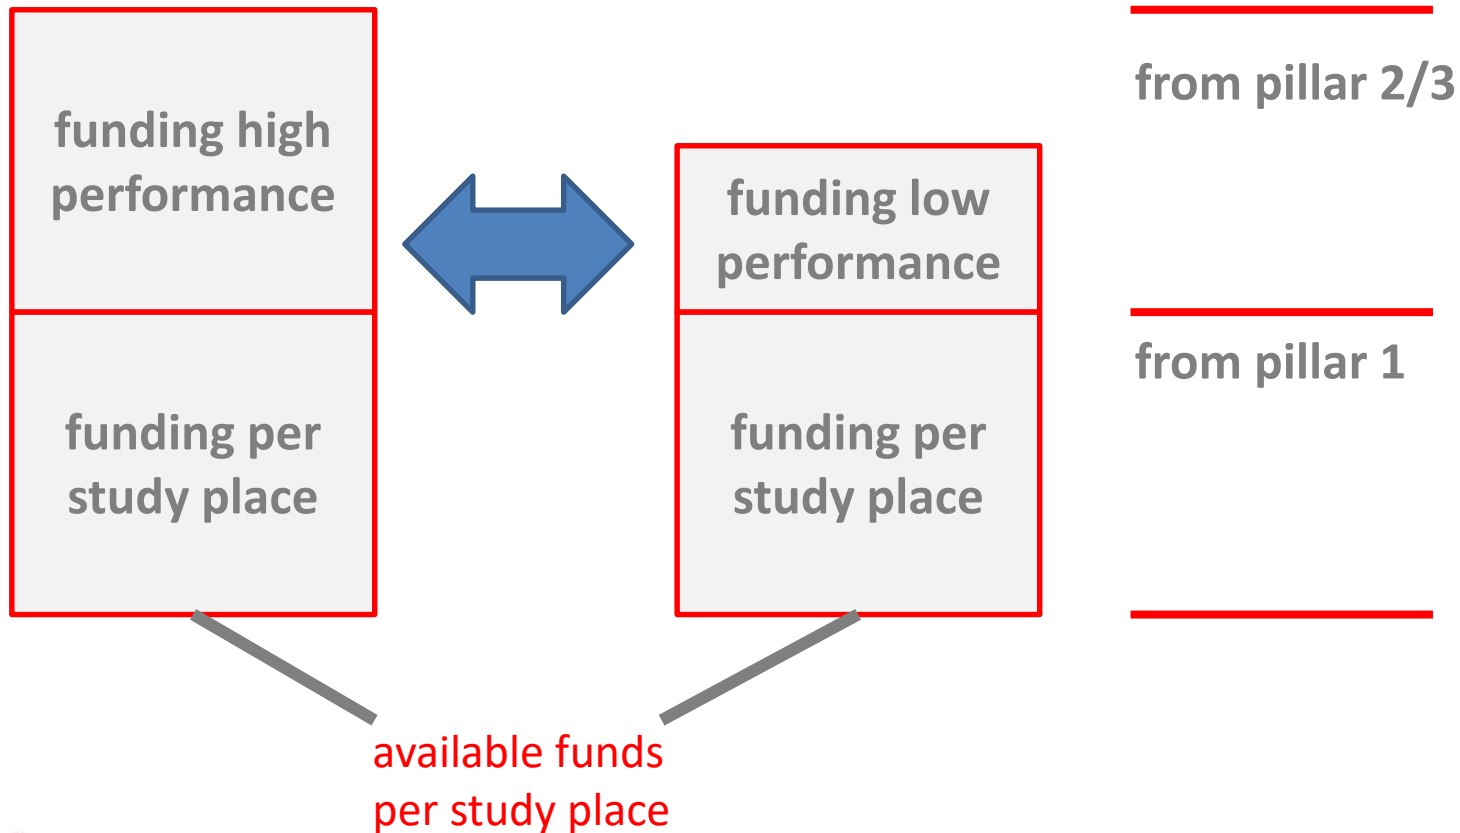 funding high
performance
funding per
study place
funding low
performance
funding per
study place
from pillar 2/3
from pillar 1
available funds
per study place